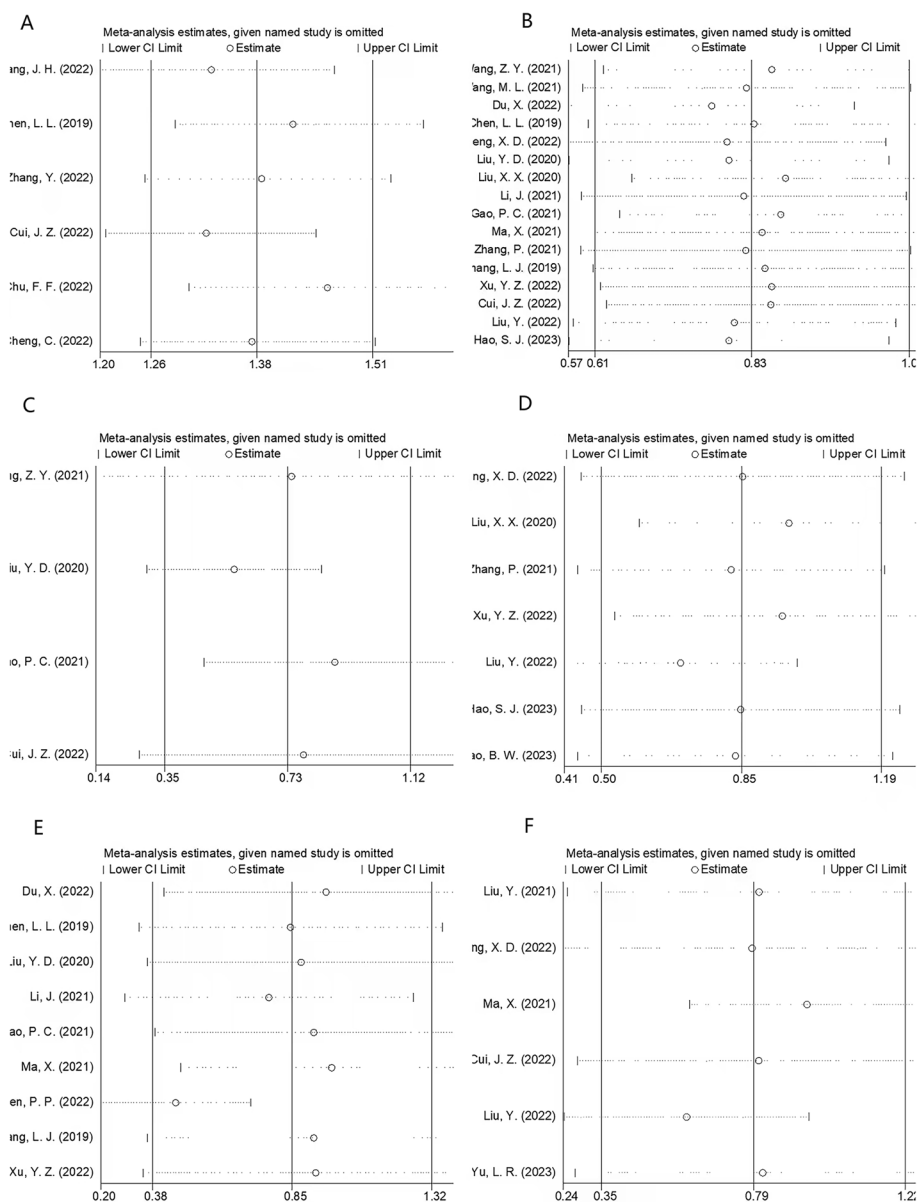 A
Meta-analysis estimates, given named study is omitted
Lower CI Limit Estimate Upper CI Limit
ang, J. H. (2022)
hen, L. L. (2019)
Zhang, Y. (2022)
Cui, J. Z. (2022)
Chu, F. F. (2022)
Cheng, C. (2022)
1.20 1.26 1.38 1.51
B
Meta-analysis estimates, given named study is omitted
Lower CI Limit Estimate Upper CI Limit
Wang, Z. Y. (2021)
Yang, M. L. (2021)
Du, X. (2022)
Chen, L. L. (2019)
eng, X. D. (2022)
Liu, Y. D. (2020)
Liu, X. X. (2020)
Li, J. (2021)
Gao, P. C. (2021)
Ma, X. (2021)
Zhang, P. (2021)
hang, L. J. (2019)
Xu, Y. Z. (2022)
Cui, J. Z. (2022)
Liu, Y. (2022)
Hao, S. J. (2023)
0.57 0.61 0.83 1.0
C
Meta-analysis estimates, given named study is omitted
Lower CI Limit Estimate Upper CI Limit
ng, Z. Y. (2021)
iu, Y. D. (2020)
ao, P. C. (2021)
Cui, J. Z. (2022)
0.14 0.35 0.73 1.12
D
Meta-analysis estimates, given named study is omitted
Lower CI Limit Estimate Upper CI Limit
ng, X. D. (2022)
Liu, X. X. (2020)
Zhang, P. (2021)
Xu, Y. Z. (2022)
Liu, Y. (2022)
Hao, S. J. (2023)
ao, B. W. (2023)
0.41 0.50 0.85 1.19
E
Meta-analysis estimates, given named study is omitted
Lower CI Limit Estimate Upper CI Limit
Du, X. (2022)
hen, L. L. (2019)
Liu, Y. D. (2020)
Li, J. (2021)
ao, P. C. (2021)
Ma, X. (2021)
en, P. P. (2022)
ang, L. J. (2019)
Xu, Y. Z. (2022)
0.20 0.38 0.85 1.32
F
Meta-analysis estimates, given named study is omitted
Lower CI Limit Estimate Upper CI Limit
Liu, Y. (2021)
ng, X. D. (2022)
Ma, X. (2021)
Cui, J. Z. (2022)
Liu, Y. (2022)
Yu, L. R. (2023)
0.24 0.35 0.79 1.22